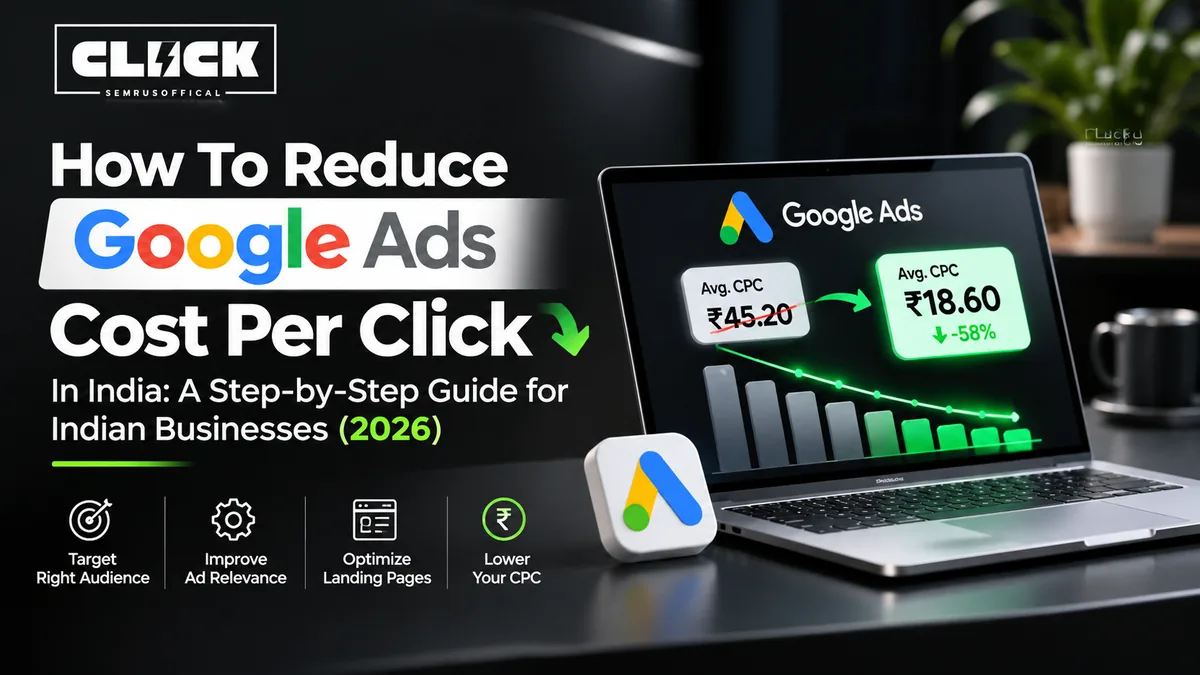 CLICK
SEMRUSOFFICAL
How To Reduce
Google Ads
Cost Per Click
In India: A Step-by-Step Guide for
Indian Businesses (2026)
Target
Right Audience
Improve
Ad Relevance
Optimize
Landing Pages
₹
Lower
Your CPC
Google Ads
Avg. CPC
₹45.20
Avg. CPC
₹18.60
-58%